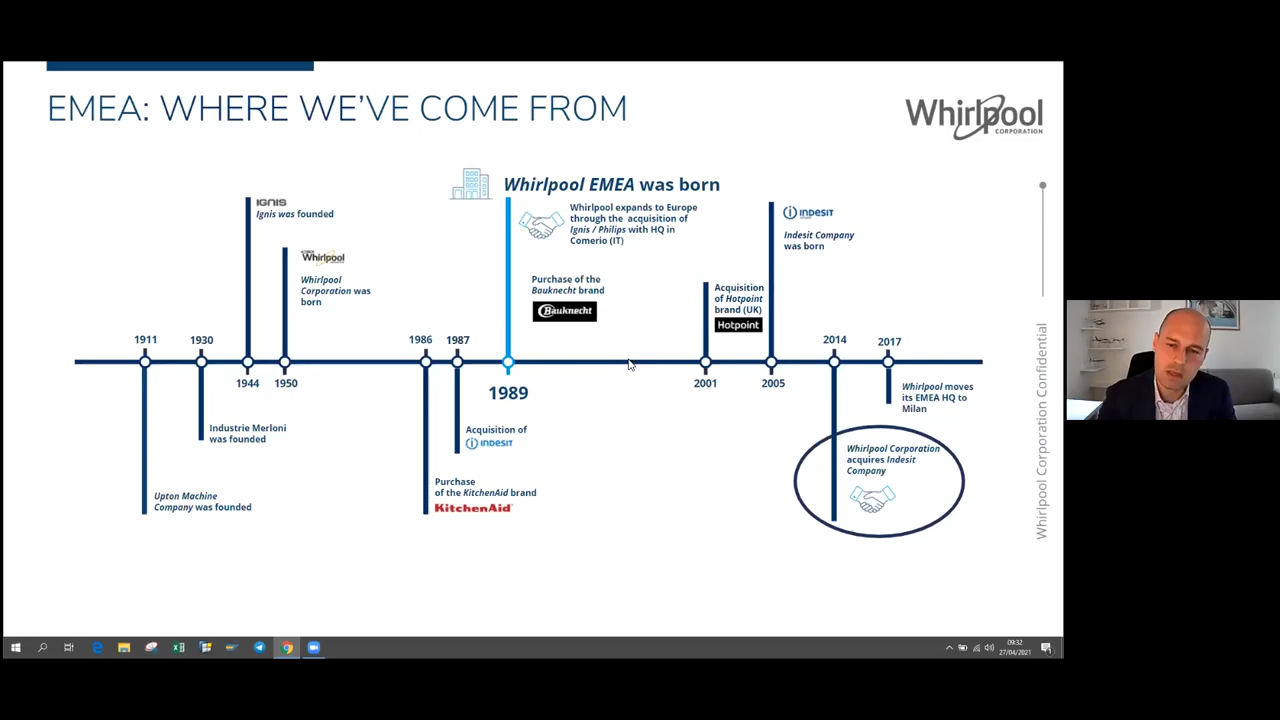 EMEA: WHERE WE'VE COME FROM
Whirlpool
CORPORATION
Whirlpool EMEA was born
IGNIS
Ignis was founded
Whirlpool expands to Europe
through the acquisition of
Ignis / Philips with HQ in
Comerio (IT)
INDESIT
Indesit Company
was born
Whirlpool
Whirlpool
Corporation was
born
Purchase of the
Bauknecht brand
Bauknecht
Acquisition
of Hotpoint
brand (UK)
Hotpoint
1911
1930
1986
1987
2014
2017
1944
1950
1989
2001
2005
Whirlpool moves
its EMEA HQ to
Milan
Industrie Merloni
was founded
Acquisition of
INDESIT
Whirlpool Corporation
acquires Indesit
Company
Upton Machine
Company was founded
Purchase
of the KitchenAid brand
KitchenAid
Whirlpool Corporation Confidential
09:32
27/04/2021